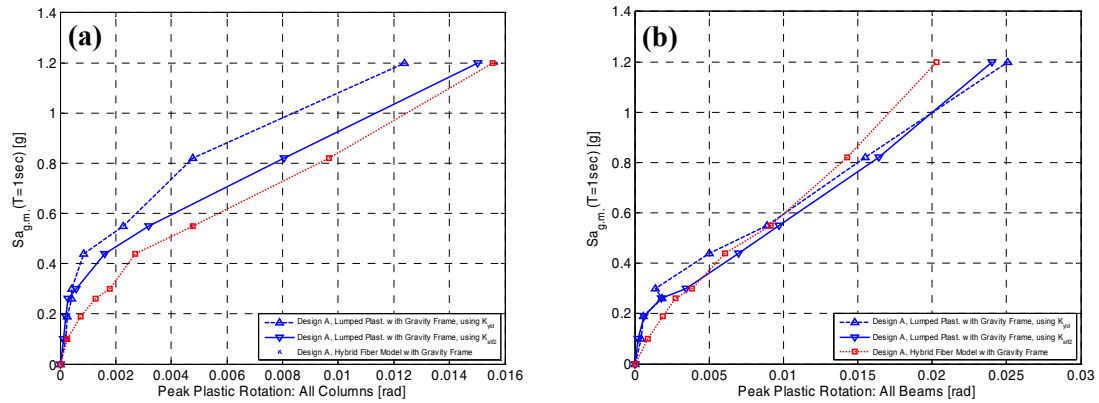 (a)
1.4
1.2
1
0.8
0.6
0.4
0.2
0
Sa g.m. (T=1sec) [g]
0 0.002 0.004 0.006 0.008 0.01 0.012 0.014 0.016
Peak Plastic Rotation: All Columns [rad]
Design A, Lumped Plast. with Gravity Frame, using K yld
Design A, Lumped Plast. with Gravity Frame, using K stf2
Design A, Hybrid Fiber Model with Gravity Frame
(b)
1.4
1.2
1
0.8
0.6
0.4
0.2
0
Sa g.m. (T=1sec) [g]
0 0.005 0.01 0.015 0.02 0.025 0.03
Peak Plastic Rotation: All Beams [rad]
Design A, Lumped Plast. with Gravity Frame, using K yld
Design A, Lumped Plast. with Gravity Frame, using K stf2
Design A, Hybrid Fiber Model with Gravity Frame